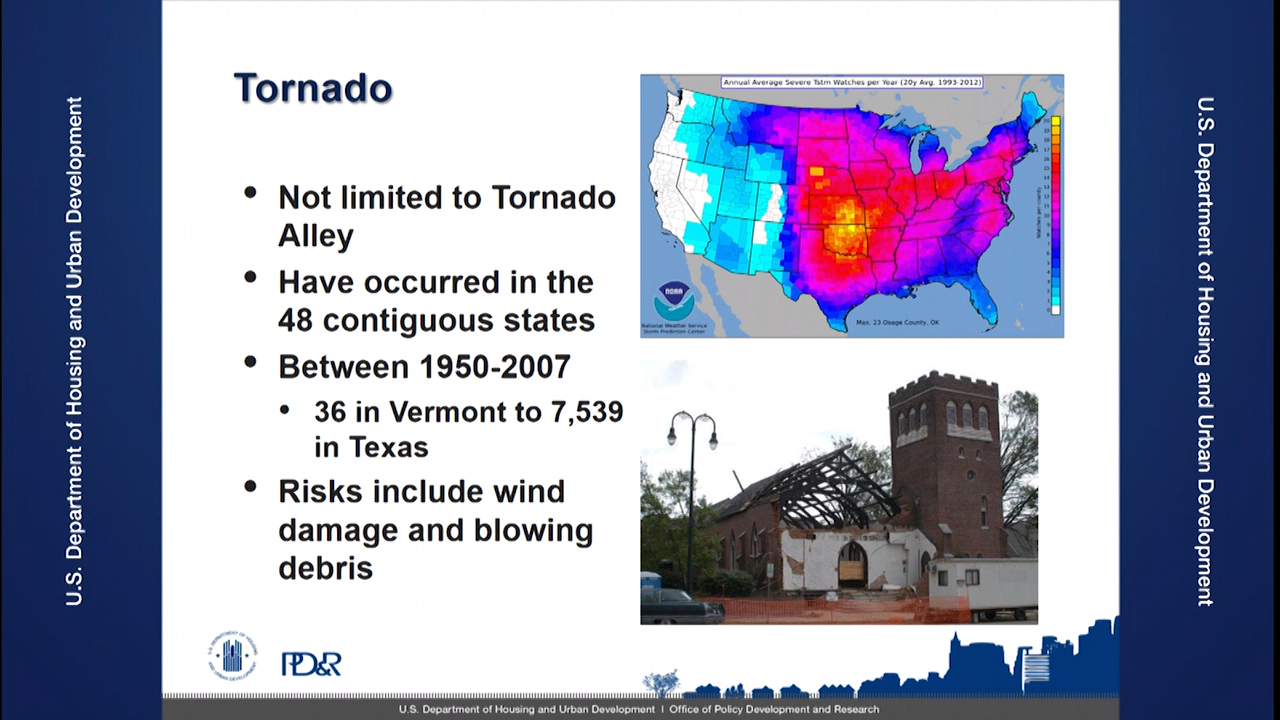 U.S. Department of Housing and Urban Development
Tornado
Not limited to Tornado
Alley
Have occurred in the
48 contiguous states
Between 1950-2007
36 in Vermont to 7,539
in Texas
Risks include wind
damage and blowing
debris
Annual Average Severe Tstm Watches per Year (20y Avg. 1993-2012)
NOAA
National Weather Service
Storm Prediction Center
Max. 23 Osage County, OK
Watches per county
PD&R
U.S. Department of Housing and Urban Development | Office of Policy Development and Research
U.S. Department of Housing and Urban Development